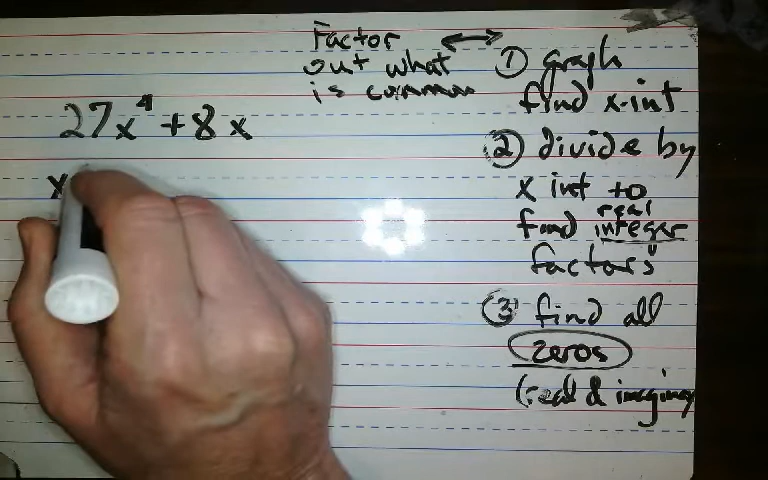 Factor
out what
is common
27x⁴ + 8x
x
① graph
find x-int
② divide by
x int to
real
find integer
factors
③ find all
zeros
(real & imaginary